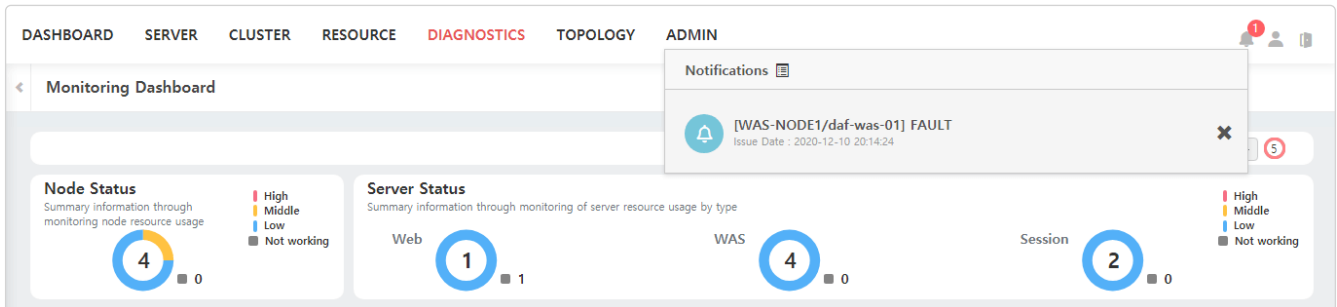 DASHBOARD SERVER CLUSTER RESOURCE DIAGNOSTICS TOPOLOGY ADMIN
1
Monitoring Dashboard
Notifications
[WAS-NODE1/daf-was-01] FAULT
Issue Date : 2020-12-10 20:14:24
5
Node Status
Summary information through
monitoring node resource usage
High
Middle
Low
Not working
4
0
Server Status
Summary information through monitoring of server resource usage by type
High
Middle
Low
Not working
Web
1
1
WAS
4
0
Session
2
0